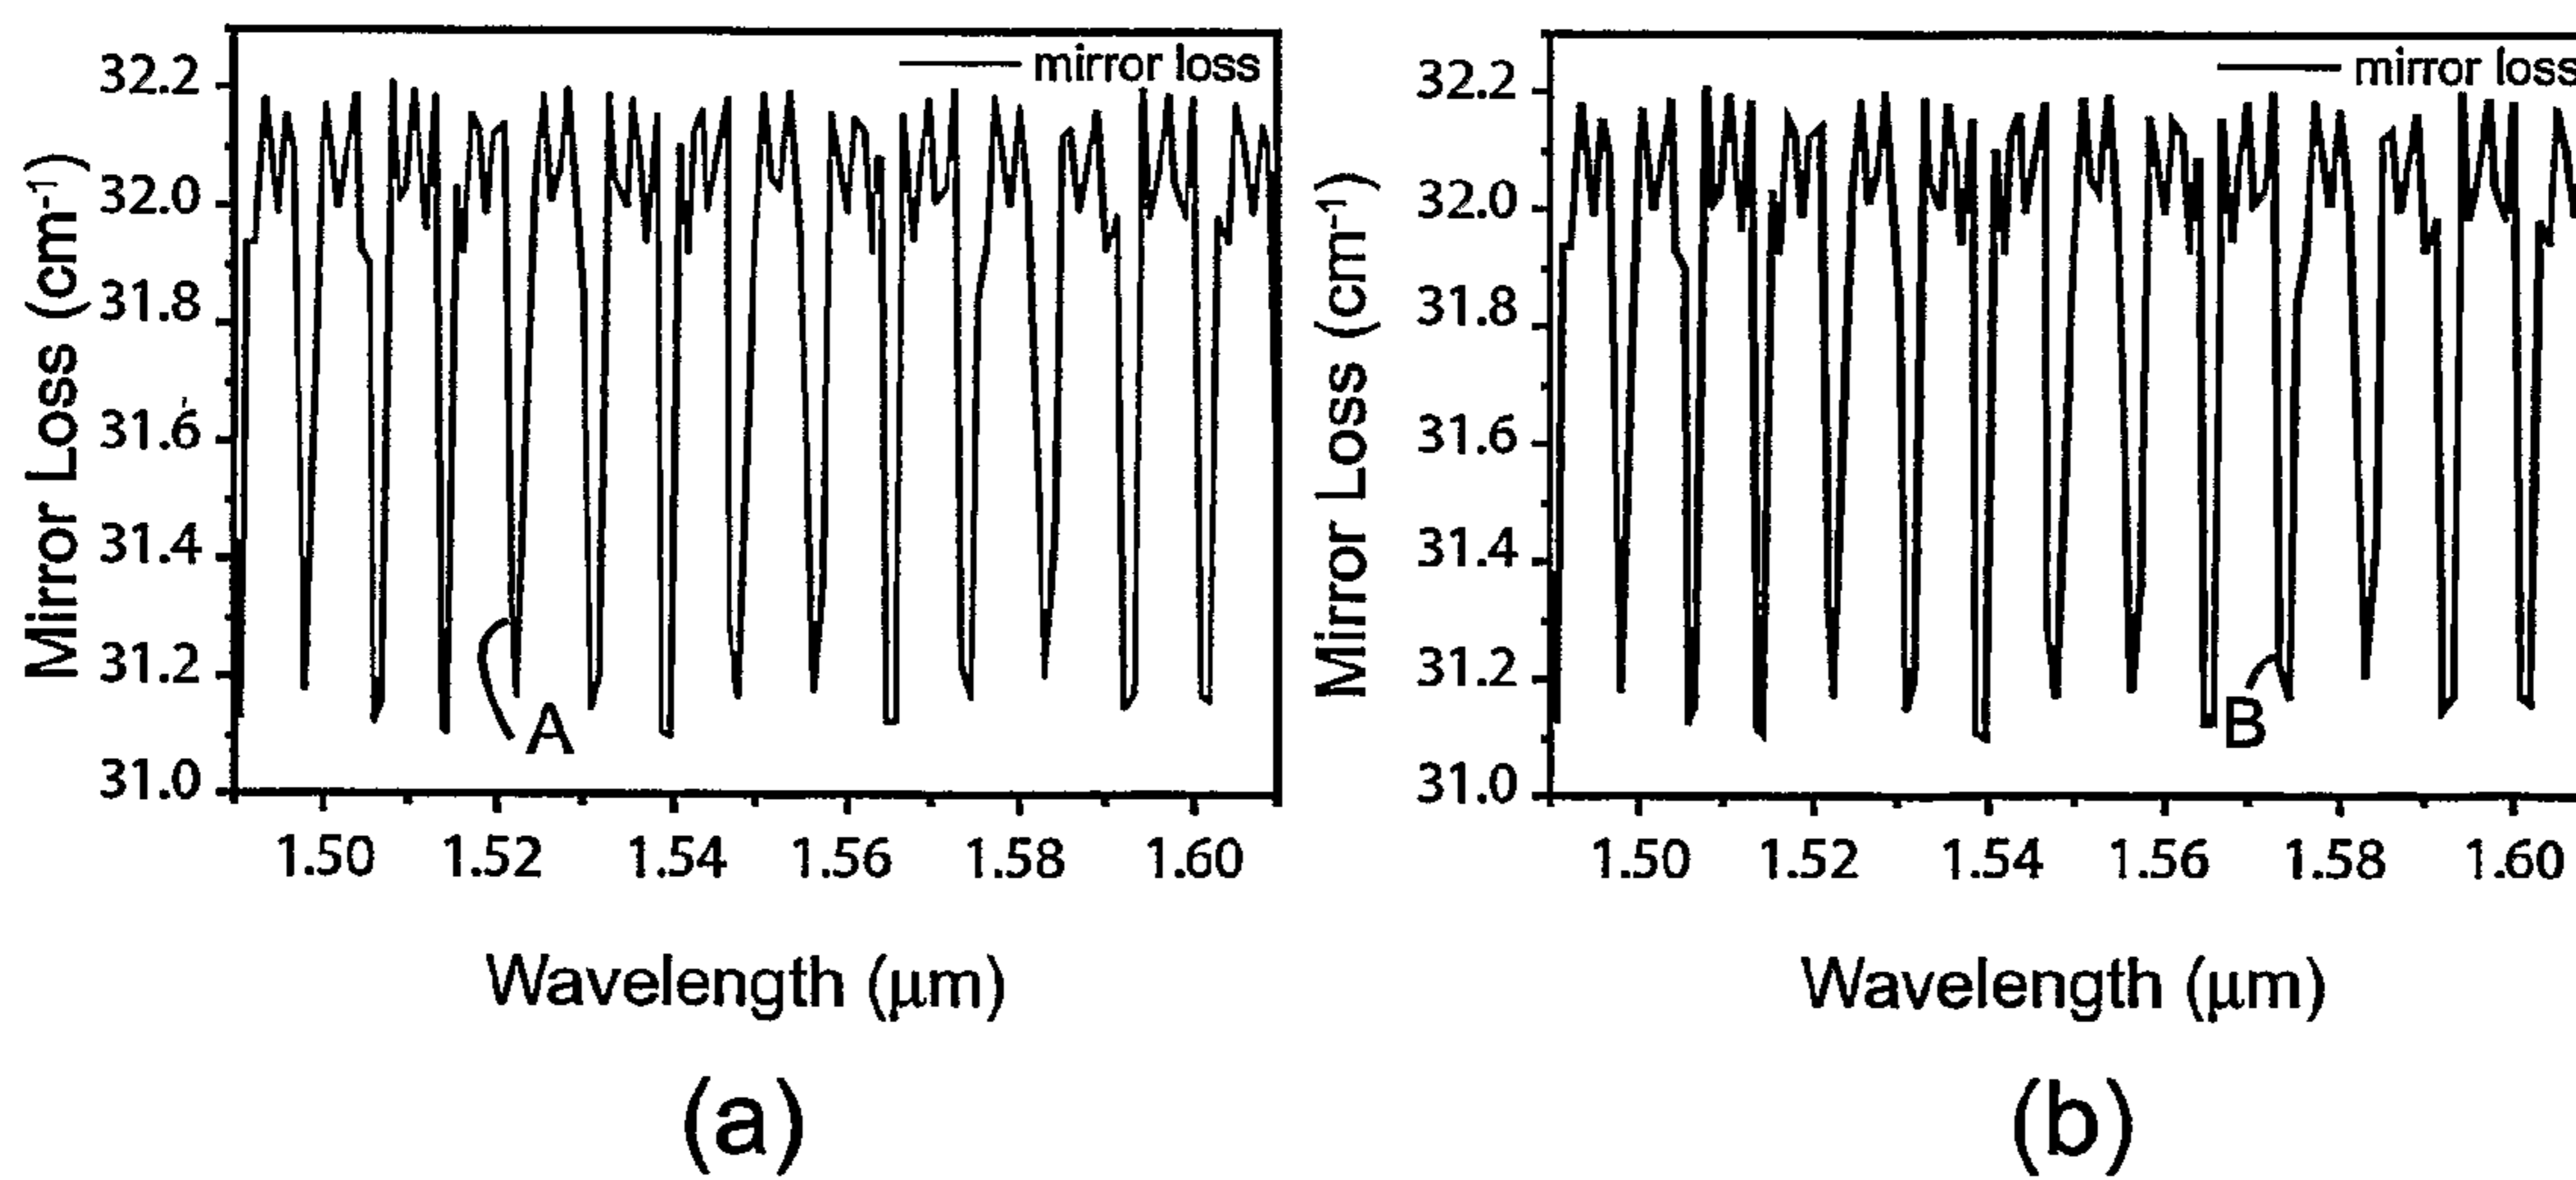 mirror loss
32.2
32.0
31.8
31.6
31.4
31.2
31.0
Mirror Loss (cm-1)
A
1.50 1.52 1.54 1.56 1.58 1.60
Wavelength (μm)
(a)
mirror loss
32.2
32.0
31.8
31.6
31.4
31.2
31.0
Mirror Loss (cm-1)
B
1.50 1.52 1.54 1.56 1.58 1.60
Wavelength (μm)
(b)